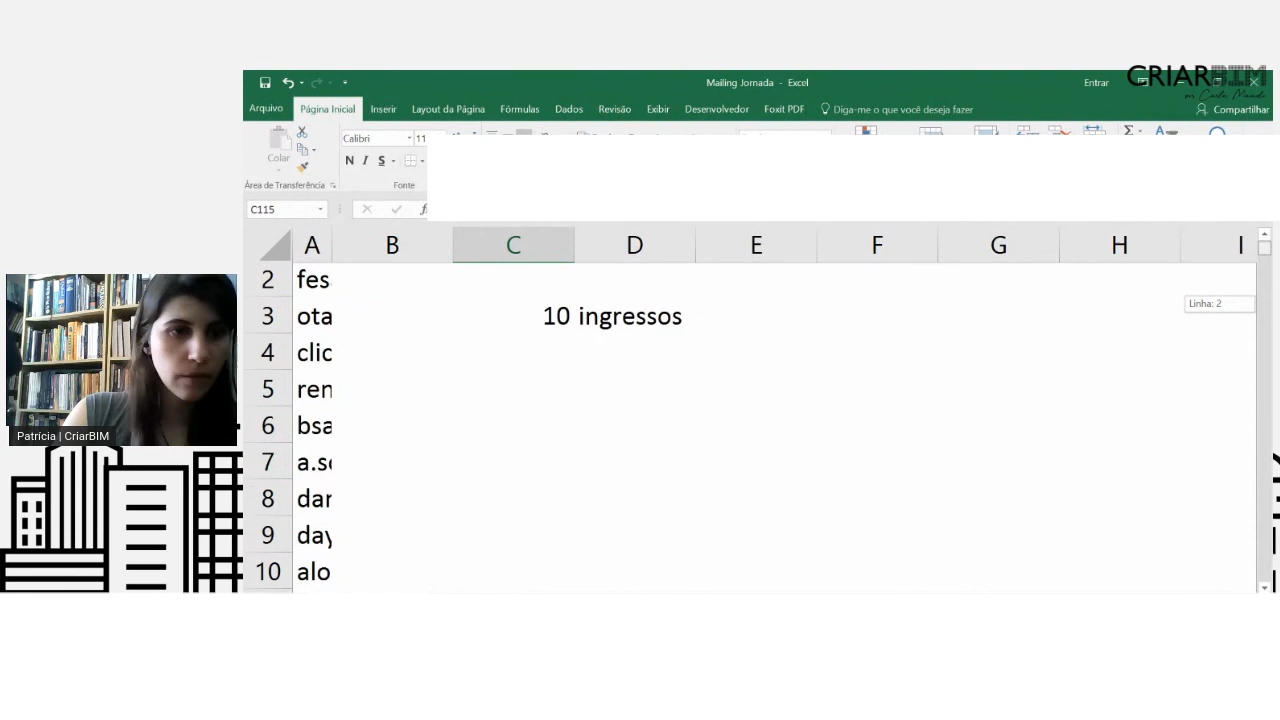 CRIARBIM
Mailing Jornada - Excel
Entrar
Arquivo Página Inicial Inserir Layout da Página Fórmulas Dados Revisão Exibir Desenvolvedor Foxit PDF Diga-me o que você deseja fazer
Compartilhar
Colar
Calibri 11
N I S
Área de Transferência Fonte
C115
A B C D E F G H I
2 fes
3 ota 10 ingressos
Linha: 2
4 clic
5 ren
6 bsa
7
8 dan
9 day
10 alo
Patrícia | CriarBIM